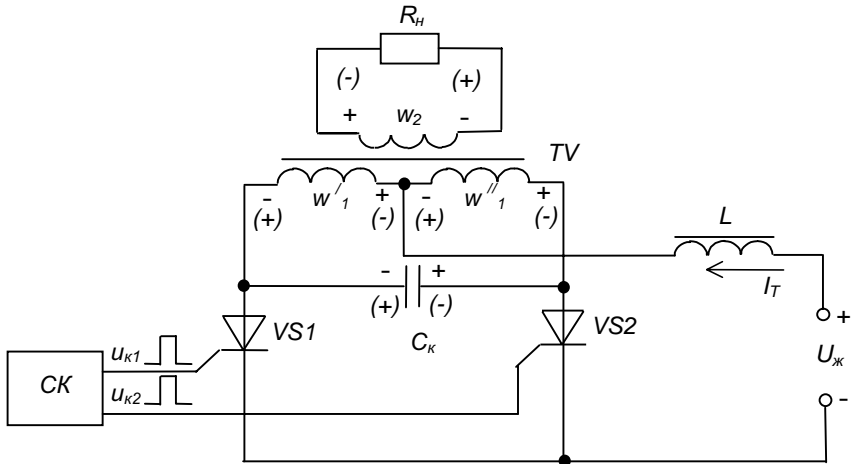 Rн
(-) (+)
+ w2 -
TV
- w/1 + - w//1 +
(+) (-) (+) (-)
L
IT
- +
(+) (-)
Cк
VS1
VS2
+
Uж
-
СК
uк1
uк2